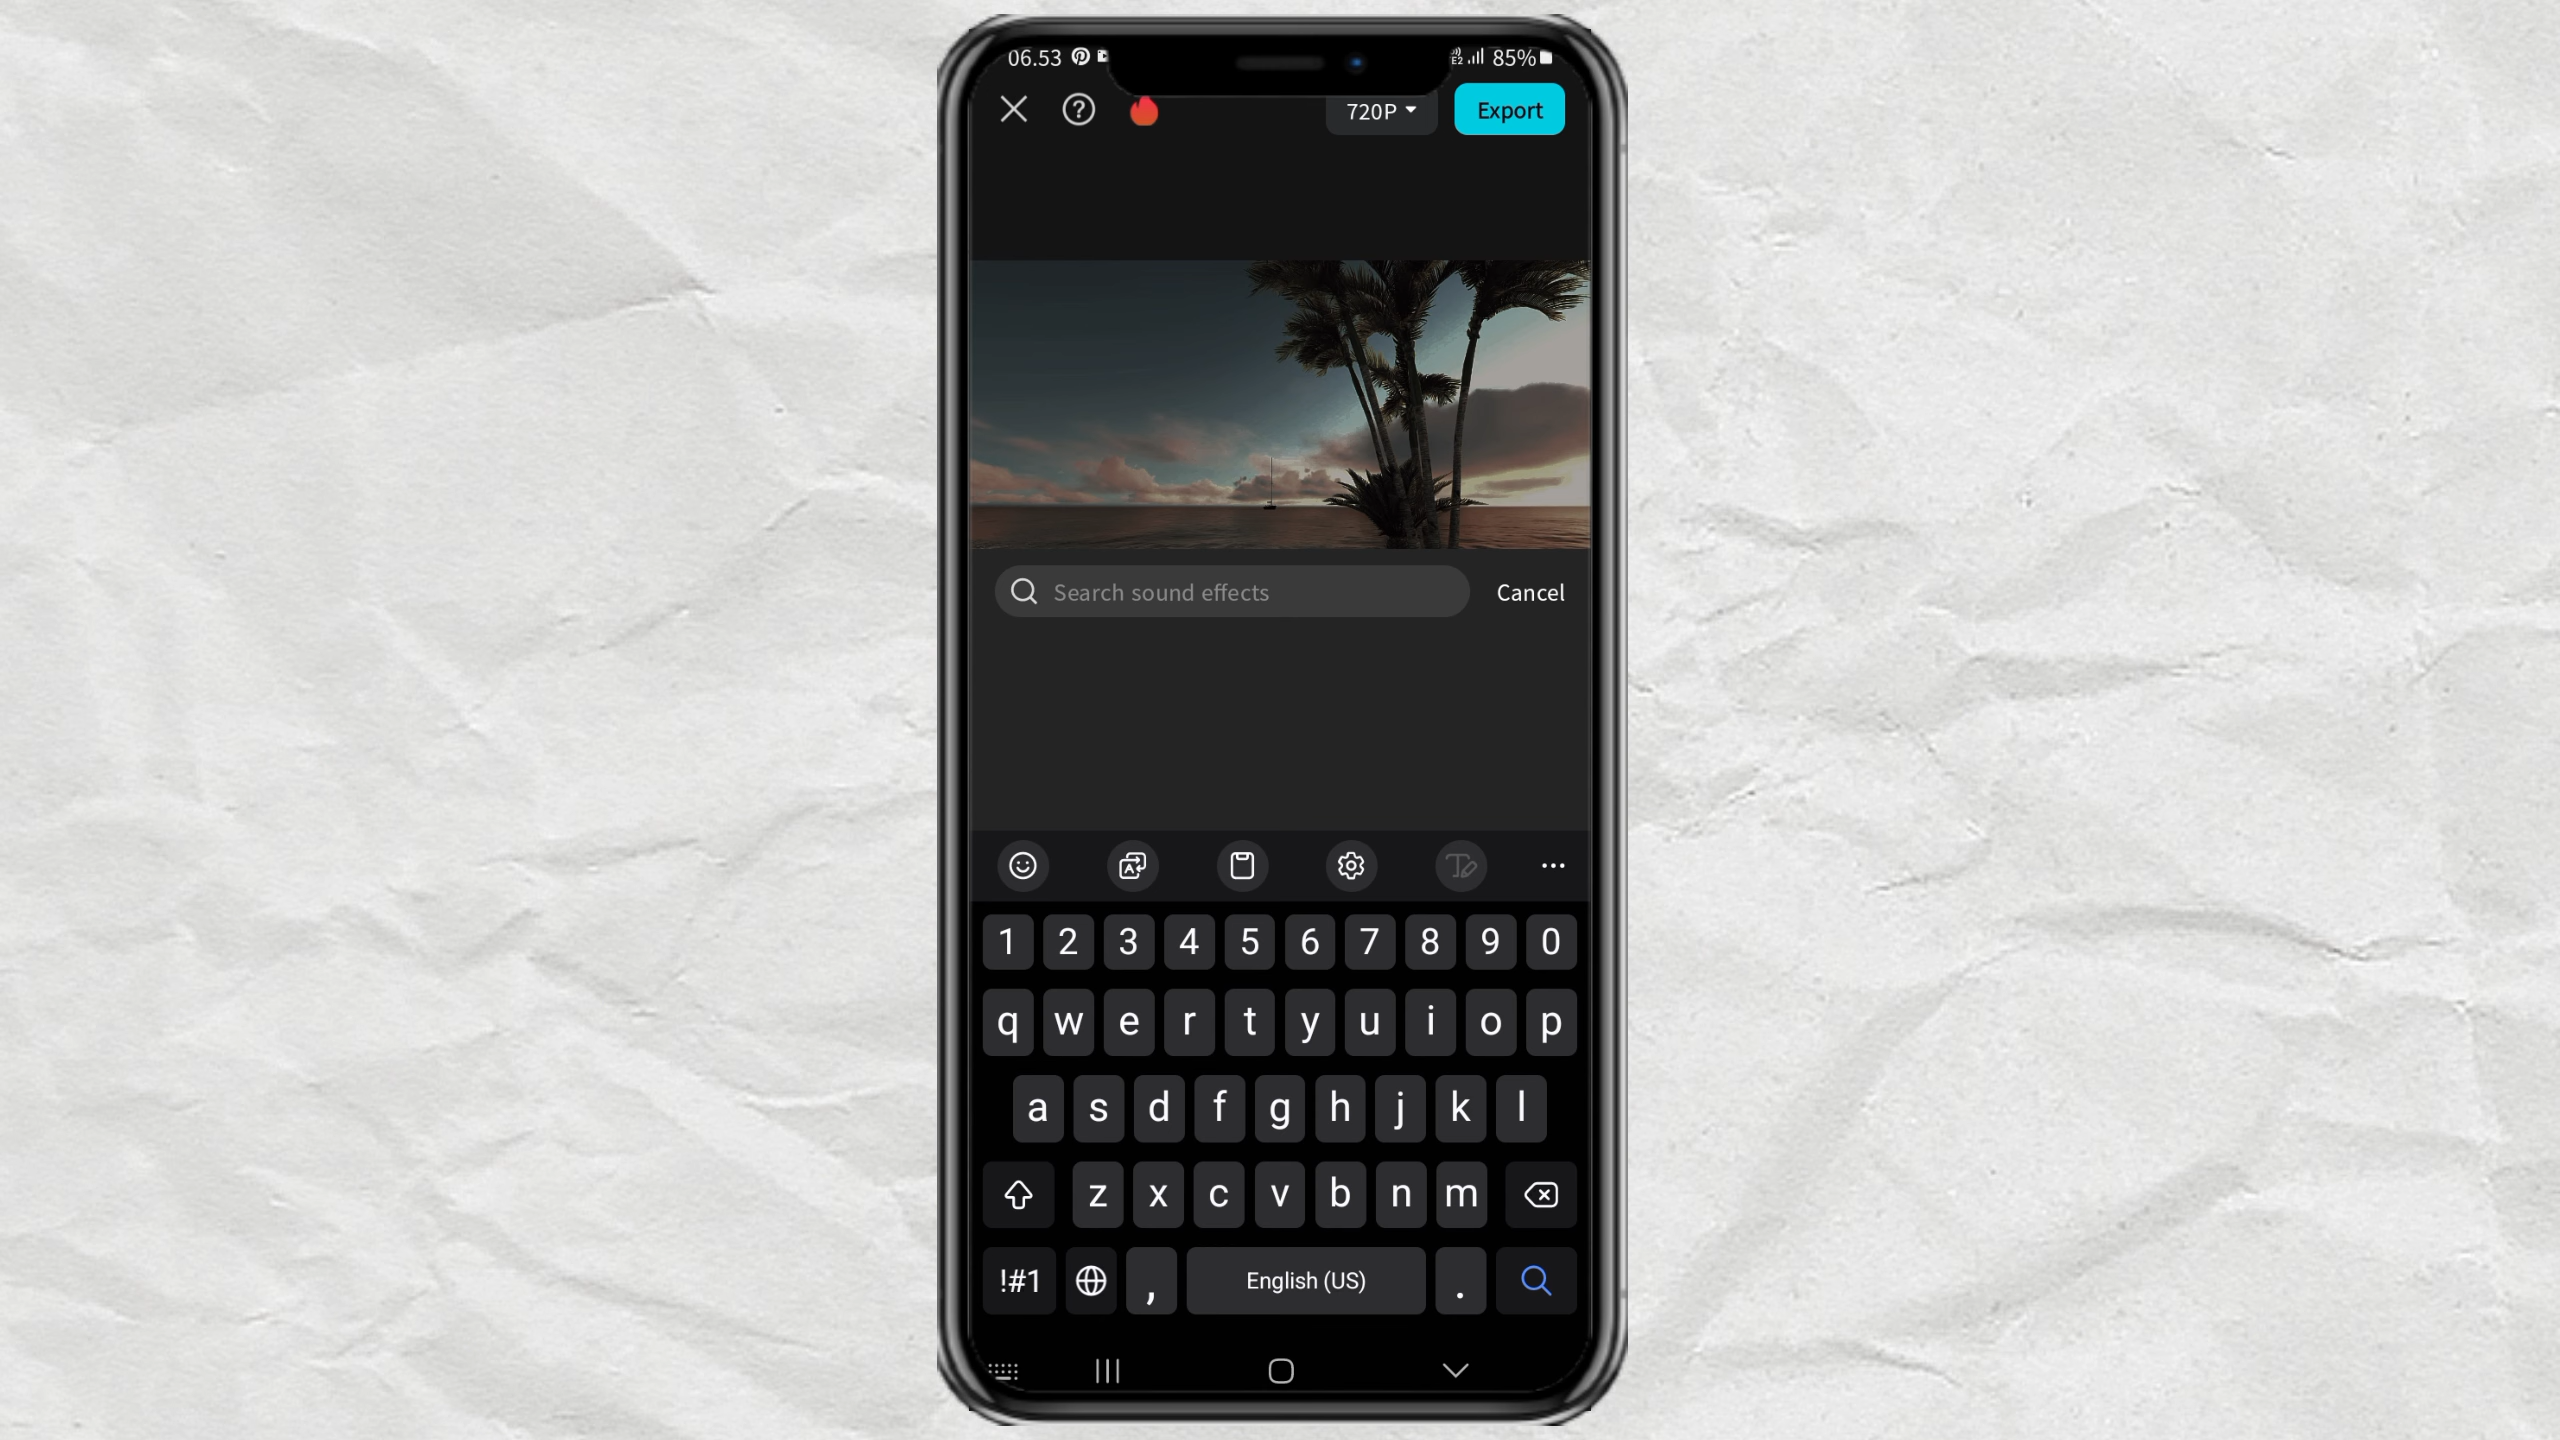 06.53 85%
720P Export
Search sound effects Cancel
1 2 3 4 5 6 7 8 9 0
q w e r t y u i o p
a s d f g h j k l
z x c v b n m
!#1 , English (US) .